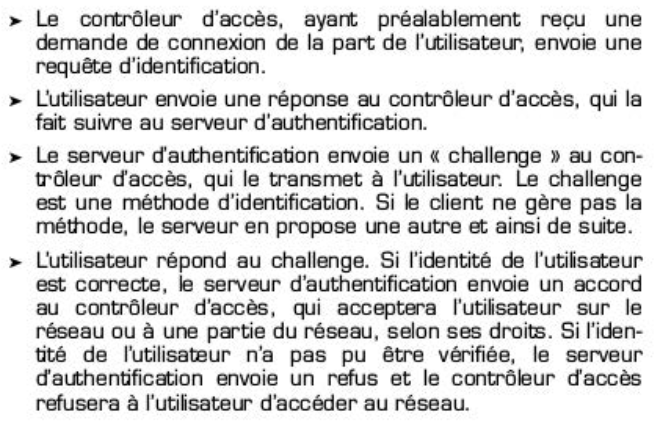 ➤ Le contrôleur d'accès, ayant préalablement reçu une
demande de connexion de la part de l'utilisateur, envoie une
requête d'identification.
➤ L'utilisateur envoie une réponse au contrôleur d'accès, qui la
fait suivre au serveur d'authentification.
➤ Le serveur d'authentification envoie un « challenge » au con-
trôleur d'accès, qui le transmet à l'utilisateur. Le challenge
est une méthode d'identification. Si le client ne gère pas la
méthode, le serveur en propose une autre et ainsi de suite.
➤ L'utilisateur répond au challenge. Si l'identité de l'utilisateur
est correcte, le serveur d'authentification envoie un accord
au contrôleur d'accès, qui acceptera l'utilisateur sur le
réseau ou à une partie du réseau, selon ses droits. Si l'iden-
tité de l'utilisateur n'a pas pu être vérifiée, le serveur
d'authentification envoie un refus et le contrôleur d'accès
refusera à l'utilisateur d'accéder au réseau.